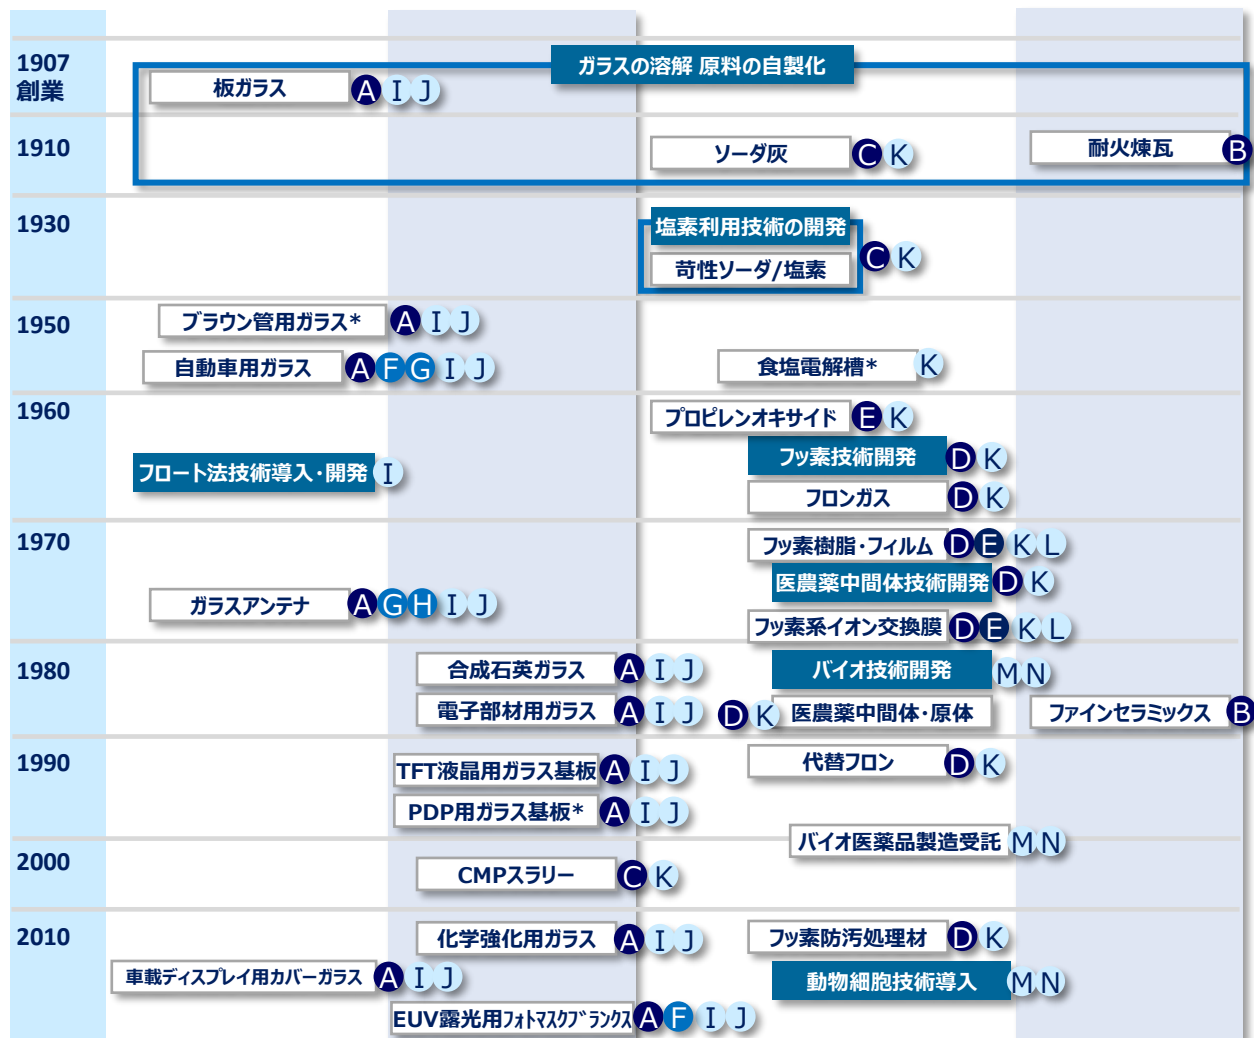 1907
創業
ガラスの溶解 原料の自製化
板ガラス A I J
1910
ソーダ灰 C K
耐火煉瓦 B
1930
塩素利用技術の開発
苛性ソーダ/塩素 C K
1950
ブラウン管用ガラス* A I J
自動車用ガラス A F G I J
食塩電解槽* K
1960
プロピレンオキサイド E K
フッ素技術開発 D K
フロート法技術導入・開発 I
フロンガス D K
1970
フッ素樹脂・フィルム D E K L
医農薬中間体技術開発 D K
ガラスアンテナ A G H I J
フッ素系イオン交換膜 D E K L
1980
合成石英ガラス A I J
バイオ技術開発 M N
電子部材用ガラス A I J
D K 医農薬中間体・原体
ファインセラミックス B
1990
TFT液晶用ガラス基板 A I J
代替フロン D K
PDP用ガラス基板* A I J
バイオ医薬品製造受託 M N
2000
CMPスラリー C K
2010
化学強化用ガラス A I J
フッ素防汚処理材 D K
車載ディスプレイ用カバーガラス A I J
動物細胞技術導入 M N
EUV露光用フォトマスクブランクス A F I J